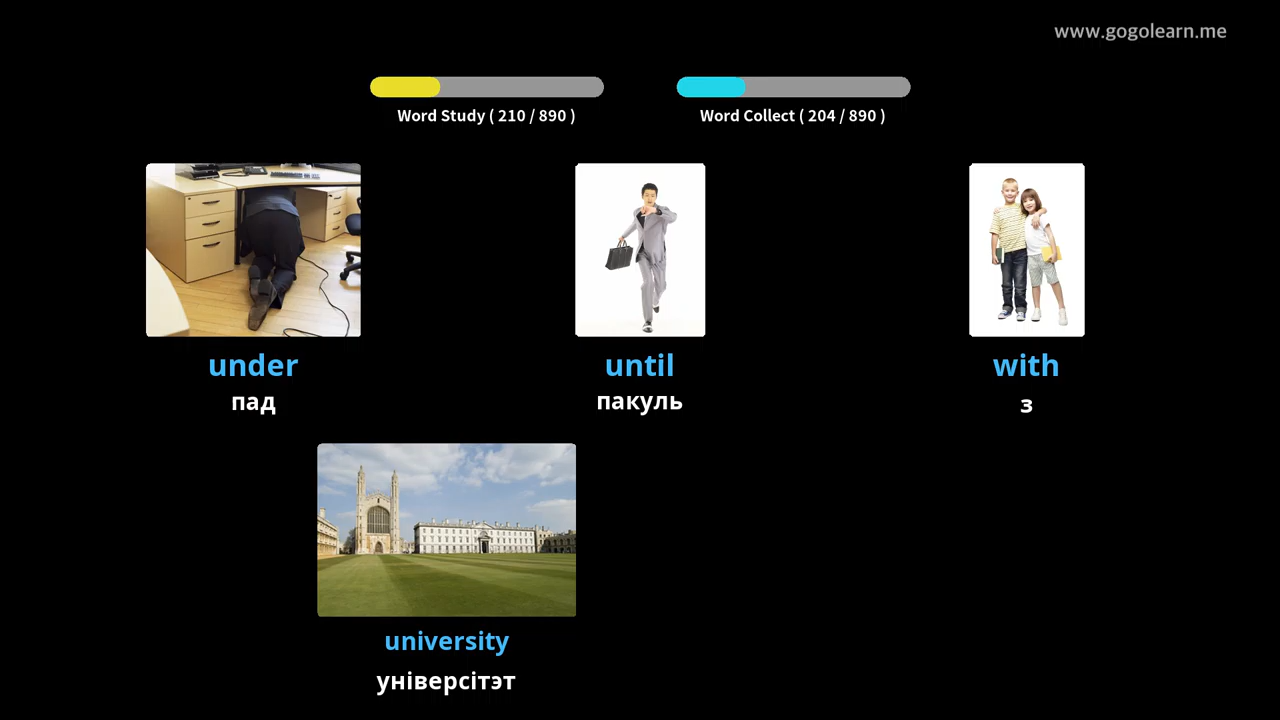 www.gogolearn.me
Word Study ( 210 / 890 )
Word Collect ( 204 / 890 )
under
until
with
пад
пакуль
з
university
універсітэт